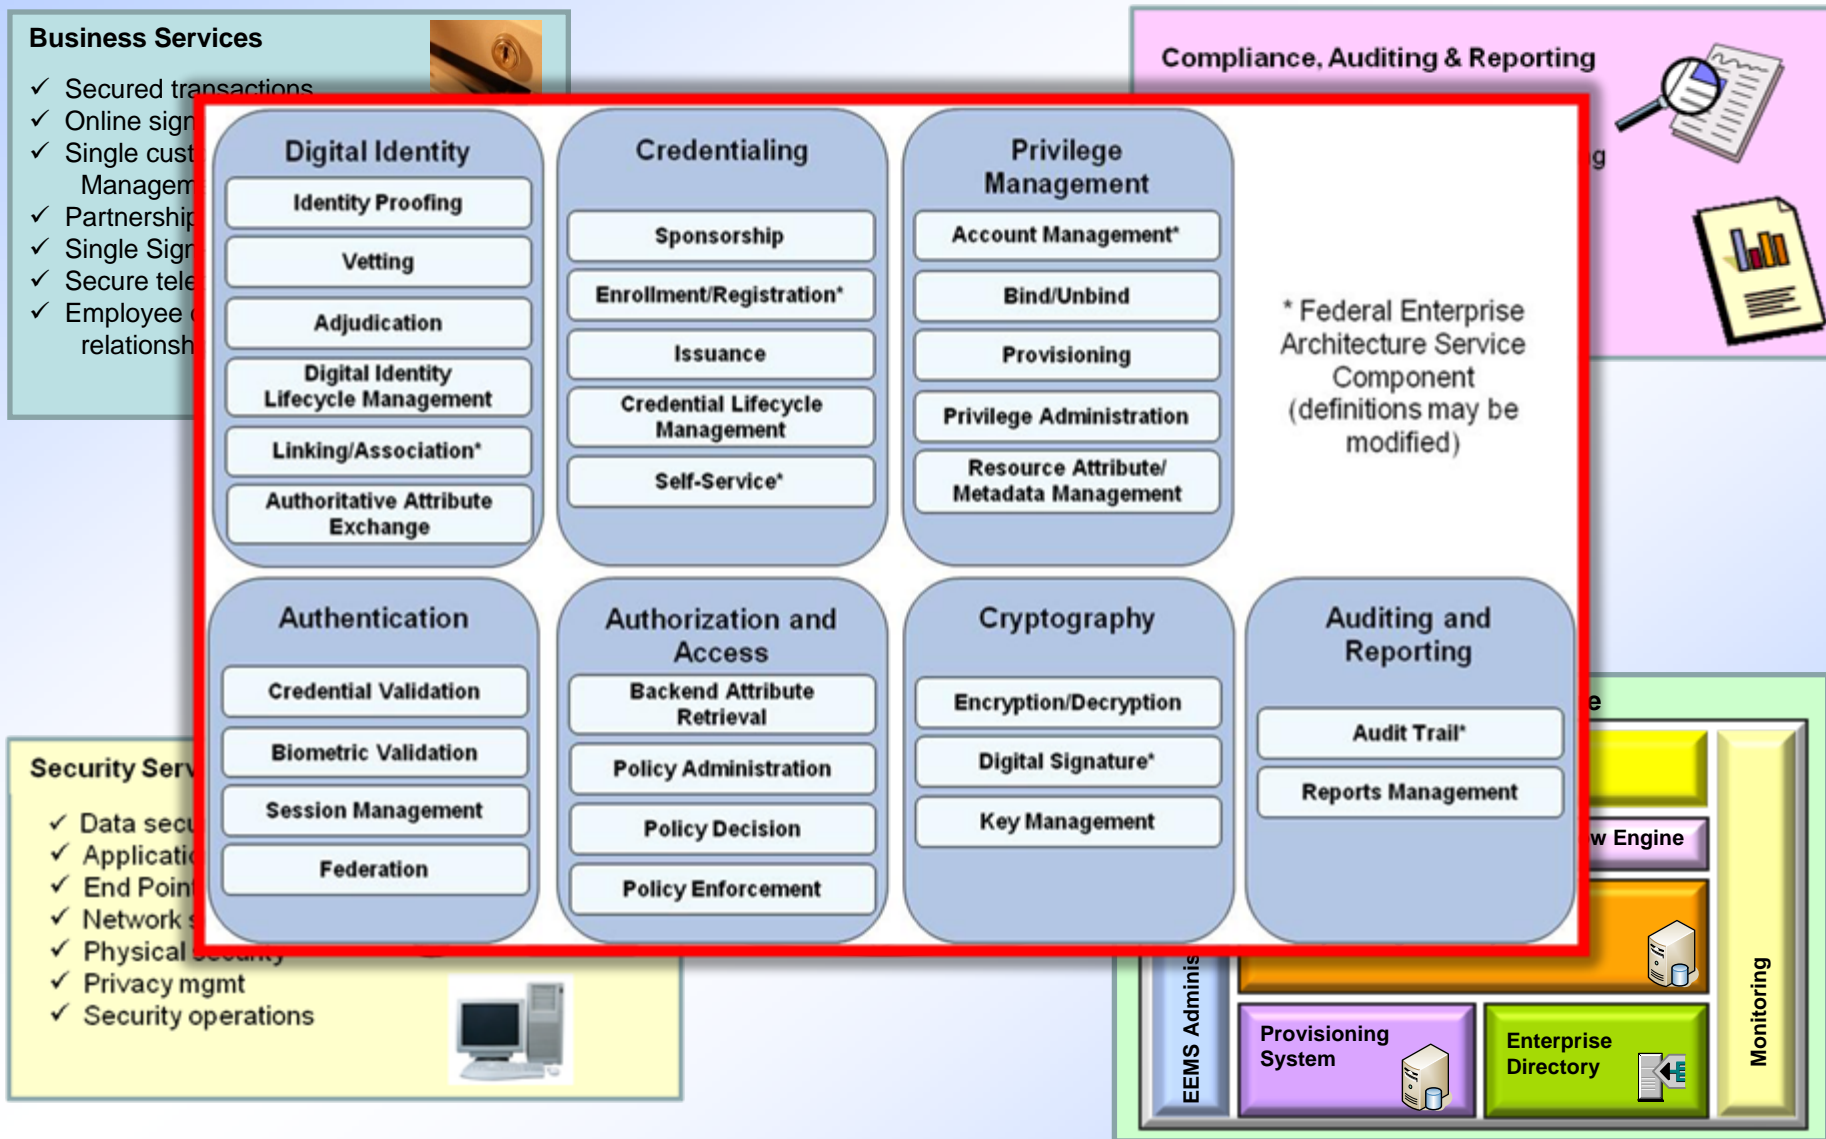 Business Services
✓ Secured transactions
✓ Online sign
✓ Single cust
Managem
✓ Partnership
✓ Single Sign
✓ Secure tele
✓ Employee
relationsh
Compliance, Auditing & Reporting
g
Digital Identity
Identity Proofing
Vetting
Adjudication
Digital Identity
Lifecycle Management
Linking/Association*
Authoritative Attribute
Exchange
Credentialing
Sponsorship
Enrollment/Registration*
Issuance
Credential Lifecycle
Management
Self-Service*
Privilege
Management
Account Management*
Bind/Unbind
Provisioning
Privilege Administration
Resource Attribute/
Metadata Management
* Federal Enterprise
Architecture Service
Component
(definitions may be
modified)
Authentication
Credential Validation
Biometric Validation
Session Management
Federation
Authorization and
Access
Backend Attribute
Retrieval
Policy Administration
Policy Decision
Policy Enforcement
Cryptography
Encryption/Decryption
Digital Signature*
Key Management
Auditing and
Reporting
Audit Trail*
Reports Management
Security Serv
✓ Data secu
✓ Applicatio
✓ End Point
✓ Network s
✓ Physical security
✓ Privacy mgmt
✓ Security operations
e
w Engine
EEMS Adminis
Provisioning
System
Enterprise
Directory
Monitoring